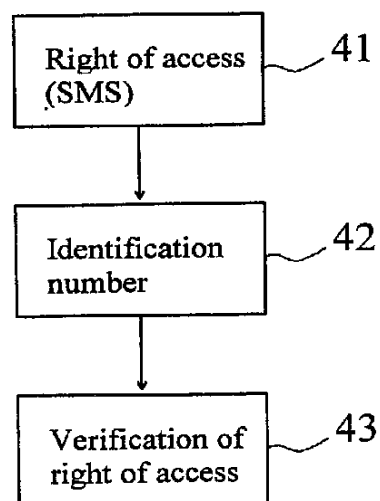 Right of access
(SMS)
41
Identification
number
42
Verification of
right of access
43